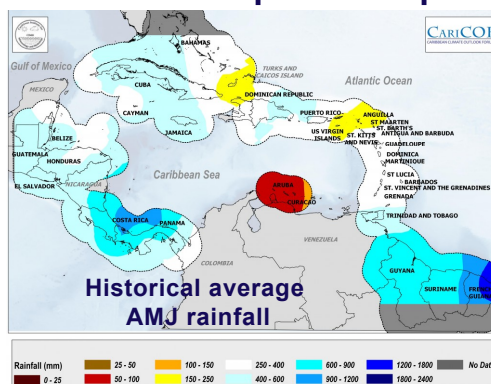 CARICOF
CARIBBEAN CLIMATE OUTLOOK FORUM
BAHAMAS
Gulf of Mexico
TURKS AND
CAICOS ISLAND
Atlantic Ocean
MEXICO
CUBA
DOMINICAN REPUBLIC
CAYMAN
PUERTO RICO
ANGUILLA
ST MAARTEN
ST. BARTH'S
JAMAICA
US VIRGIN
ISLANDS
ST. KITTS
AND NEVIS
ANTIGUA AND BARBUDA
BELIZE
GUADELOUPE
GUATEMALA
HONDURAS
DOMINICA
MARTINIQUE
Caribbean Sea
ST LUCIA
EL SALVADOR
NICARAGUA
ARUBA
BARBADOS
ST. VINCENT AND THE GRENADINES
CURACAO
GRENADA
COSTA RICA
PANAMA
TRINIDAD AND TOBAGO
VENEZUELA
COLOMBIA
GUYANA
SURINAME
Historical average
AMJ rainfall
Rainfall (mm)
0 - 25
25 - 50
50 - 100
100 - 150
150 - 250
250 - 400
400 - 600
600 - 900
900 - 1200
1200 - 1800
1800 - 2400
No Dat